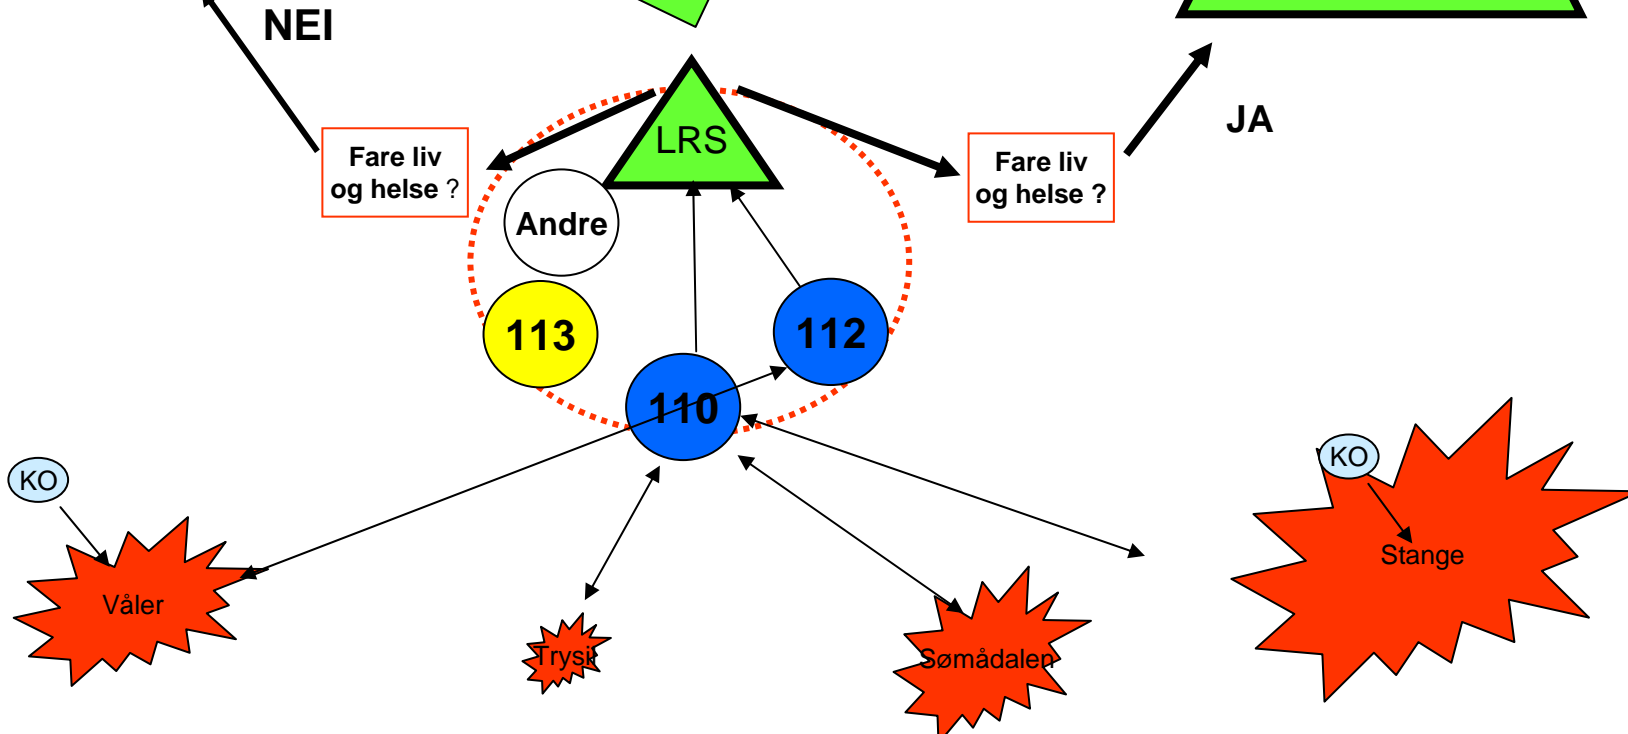 NEI
JA
LRS
Fare liv
og helse ?
Fare liv
og helse ?
Andre
113
112
110
KO
KO
Våler
Trysil
Sømådalen
Stange